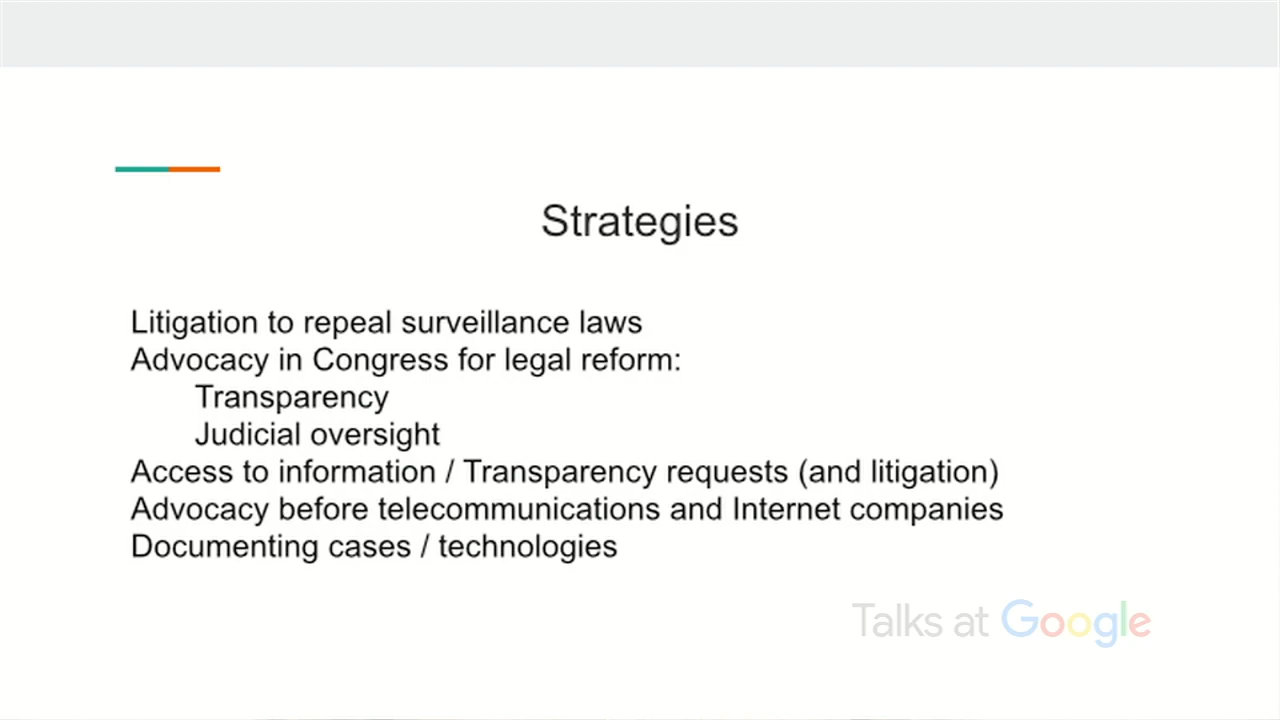 Strategies
Litigation to repeal surveillance laws
Advocacy in Congress for legal reform:
Transparency
Judicial oversight
Access to information / Transparency requests (and litigation)
Advocacy before telecommunications and Internet companies
Documenting cases / technologies
Talks at Google